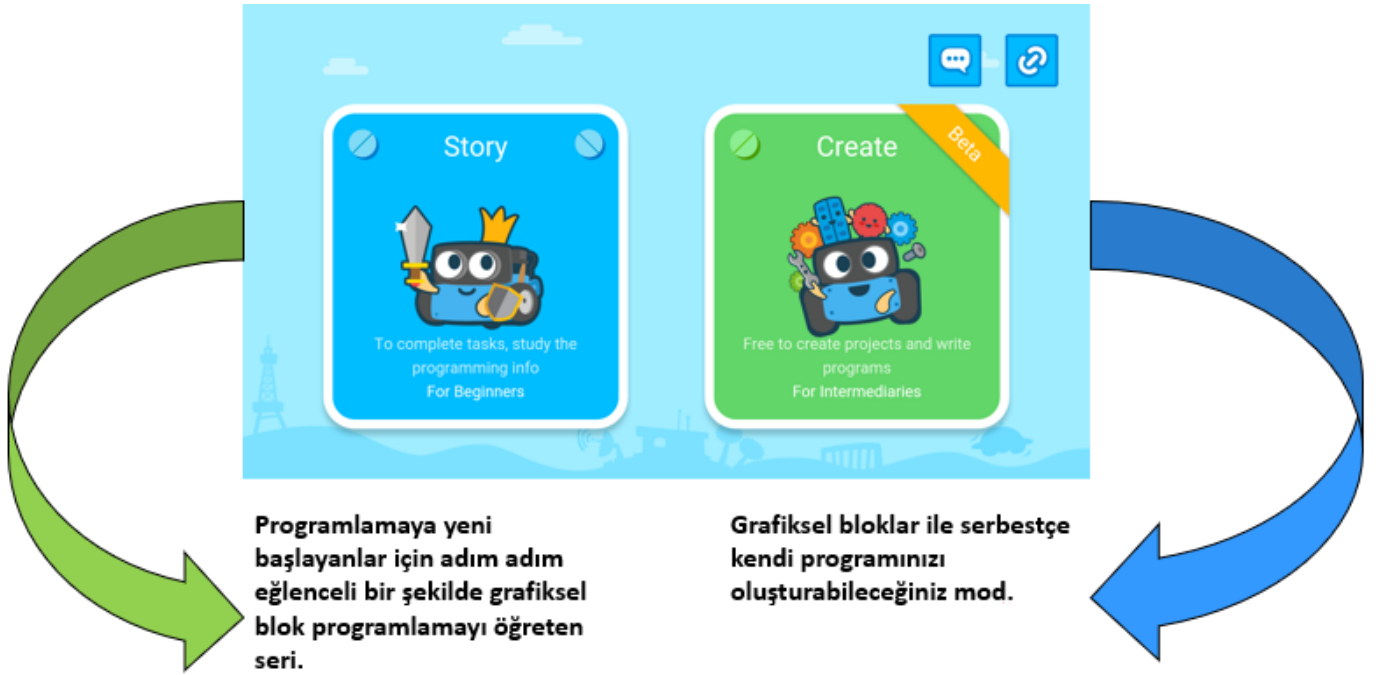 Story
To complete tasks, study the
programming info
For Beginners
Create
Beta
Free to create projects and write
programs
For Intermediaries
Programlamaya yeni
başlayanlar için adım adım
eğlenceli bir şekilde grafiksel
blok programlamayı öğreten
seri.
Grafiksel bloklar ile serbestçe
kendi programınızı
oluşturabileceğiniz mod.